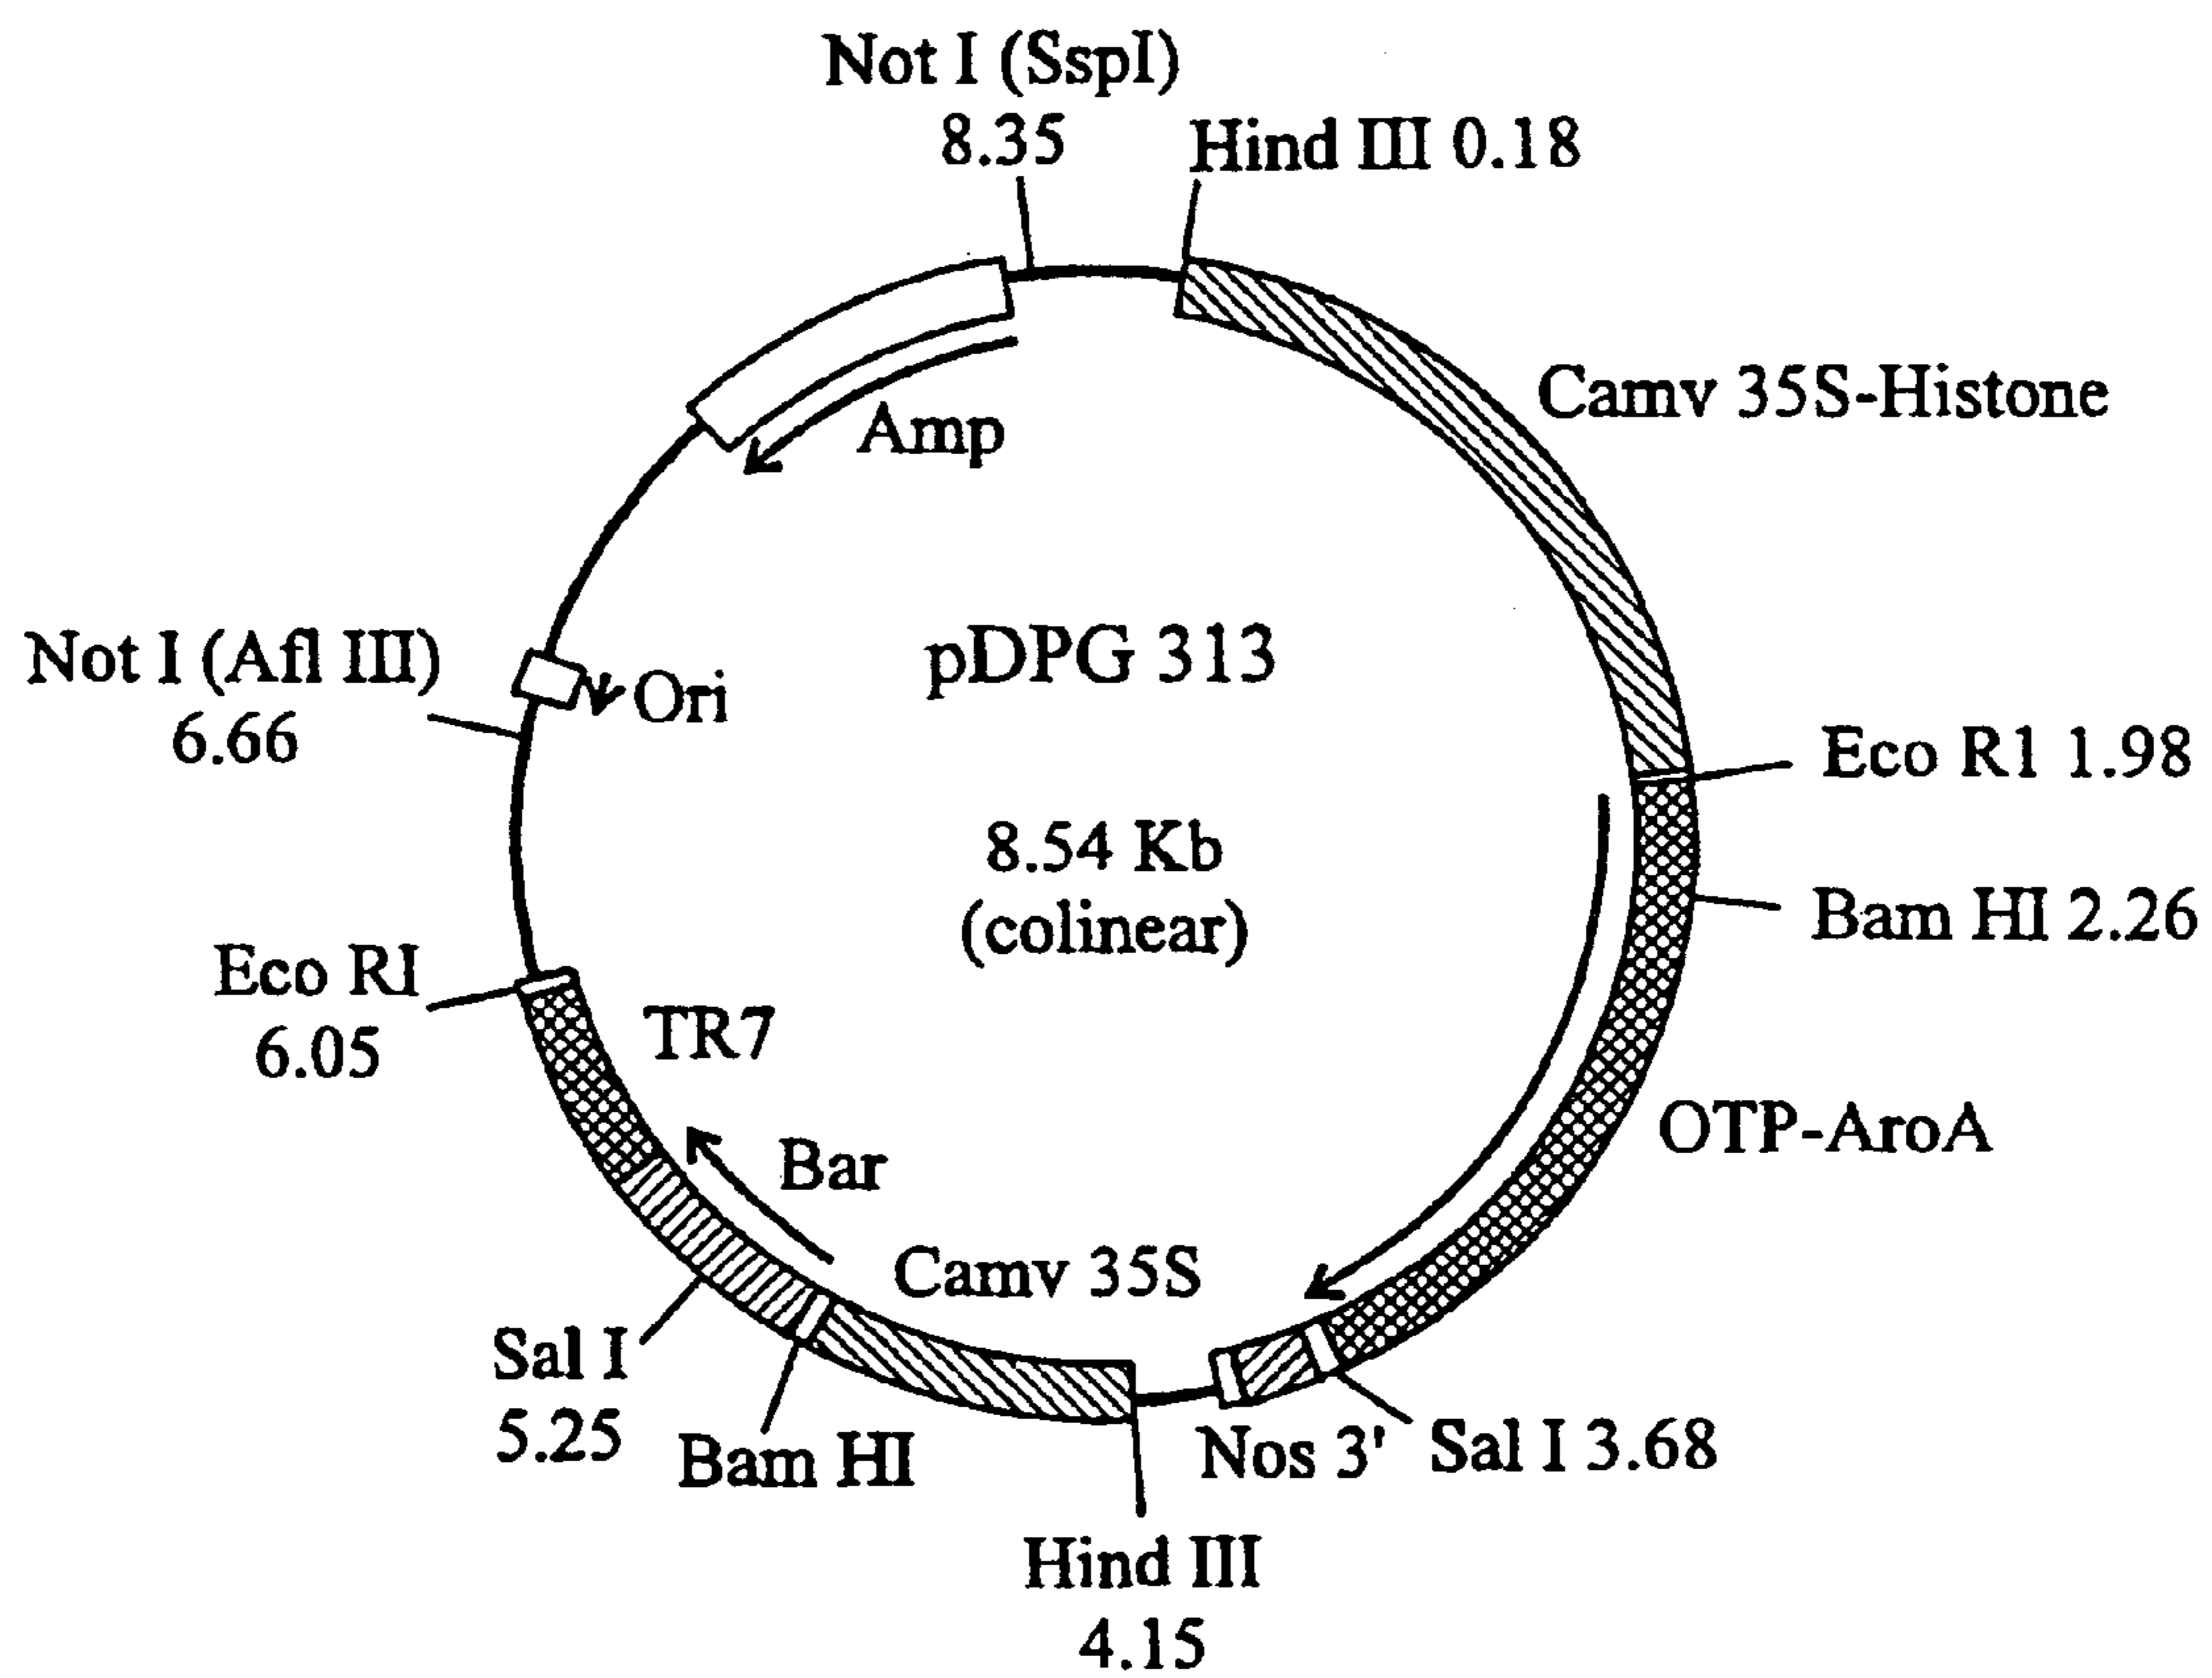 Not I (SspI)
8.35
Hind III 0.18
Camv 35S-Histone
Amp
Not I (Afl III)
6.66
Ori
pDPG 313
Eco R1 1.98
8.54 Kb
(colinear)
Bam HI 2.26
Eco RI
6.05
TR7
OTP-AroA
Bar
Camv 35S
Sal I
5.25
Bam HI
Nos 3'
Sal I 3.68
Hind III
4.15